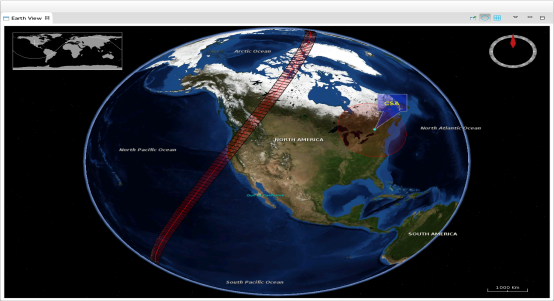 Earth View
Arctic Ocean
CSA
North Atlantic Ocean
NORTH AMERICA
North Pacific Ocean
SOUTH AMERICA
South Pacific Ocean
1000 km